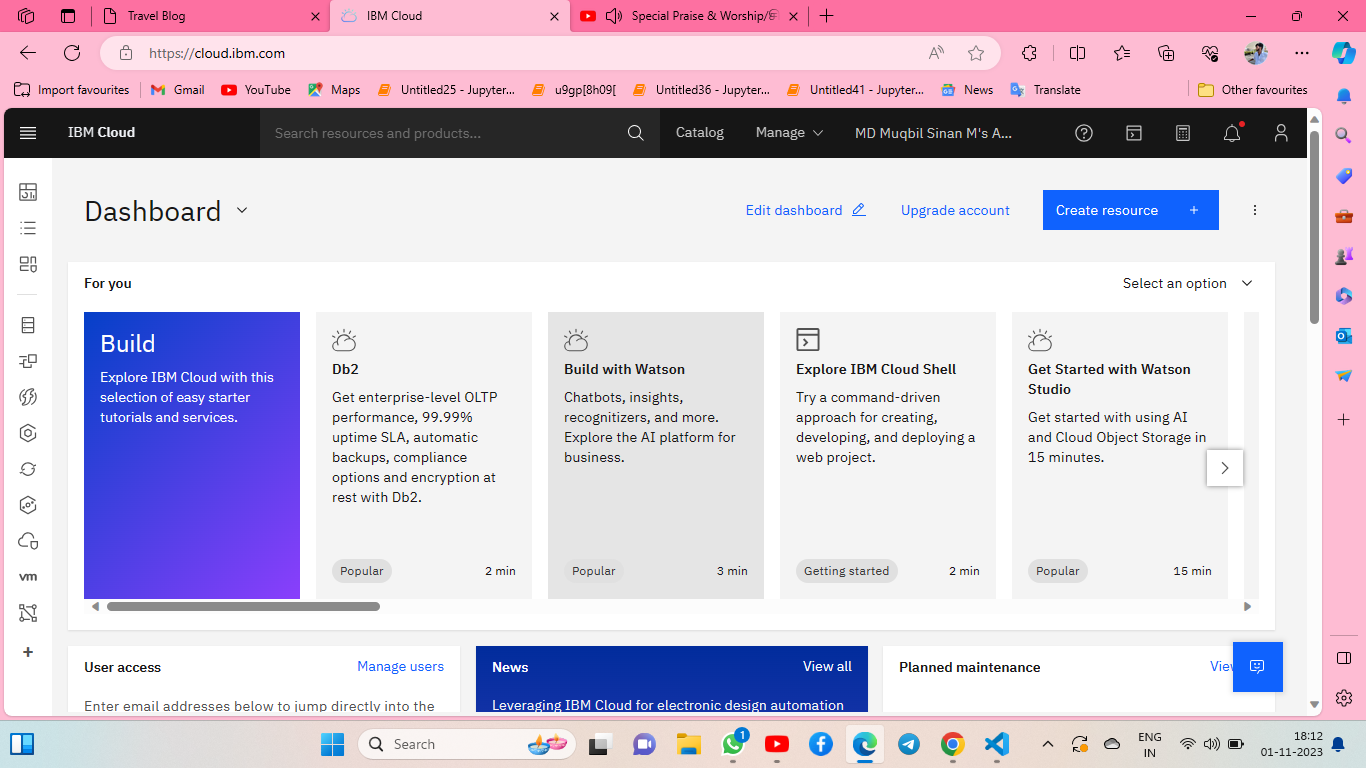 Travel Blog
IBM Cloud
Special Praise & Worship/
https://cloud.ibm.com
Import favourites
Gmail
YouTube
Maps
Untitled25 - Jupyter...
u9gp[8h09[
Untitled36 - Jupyter...
Untitled41 - Jupyter...
News
Translate
Other favourites
IBM Cloud
Search resources and products...
Catalog
Manage
MD Muqbil Sinan M's A...
Dashboard
Edit dashboard
Upgrade account
Create resource +
For you
Select an option
Build
Explore IBM Cloud with this
selection of easy starter
tutorials and services.
Db2
Get enterprise-level OLTP
performance, 99.99%
uptime SLA, automatic
backups, compliance
options and encryption at
rest with Db2.
Popular
2 min
Build with Watson
Chatbots, insights,
recognitizers, and more.
Explore the AI platform for
business.
Popular
3 min
Explore IBM Cloud Shell
Try a command-driven
approach for creating,
developing, and deploying a
web project.
Getting started
2 min
Get Started with Watson
Studio
Get started with using AI
and Cloud Object Storage in
15 minutes.
Popular
15 min
vm
User access
Manage users
Enter email addresses below to jump directly into the
News
View all
Leveraging IBM Cloud for electronic design automation
Planned maintenance
Search
1
ENG
IN
18:12
01-11-2023